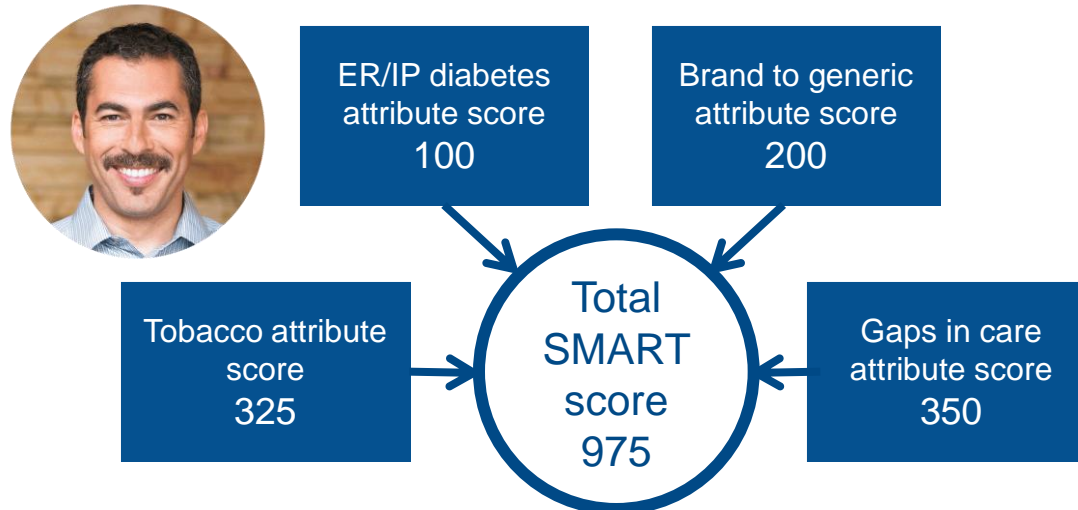 ER/IP diabetes
attribute score
100
Brand to generic
attribute score
200
Tobacco attribute
score
325
Total
SMART
score
975
Gaps in care
attribute score
350